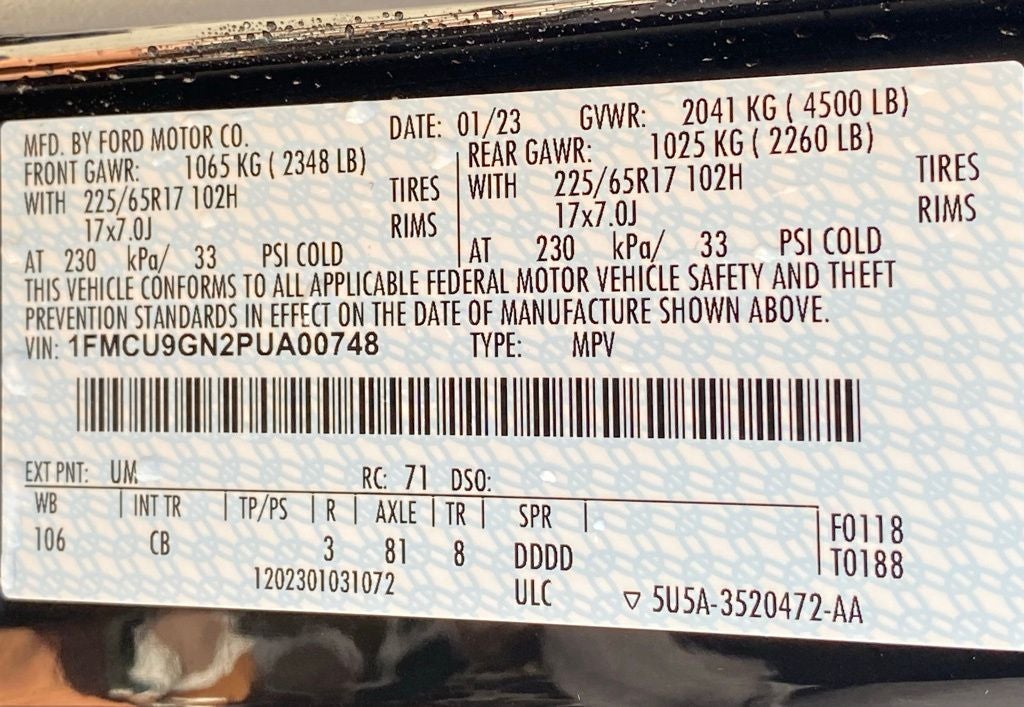 MFD. BY FORD MOTOR CO. DATE: 01/23 GVWR: 2041 KG ( 4500 LB)
FRONT GAWR: 1065 KG ( 2348 LB) REAR GAWR: 1025 KG ( 2260 LB)
WITH 225/65R17 102H TIRES WITH 225/65R17 102H TIRES
17x7.0J RIMS 17x7.0J RIMS
AT 230 kPa/ 33 PSI COLD AT 230 kPa/ 33 PSI COLD
THIS VEHICLE CONFORMS TO ALL APPLICABLE FEDERAL MOTOR VEHICLE SAFETY AND THEFT
PREVENTION STANDARDS IN EFFECT ON THE DATE OF MANUFACTURE SHOWN ABOVE.
VIN: 1FMCU9GN2PUA00748 TYPE: MPV
EXT PNT: UM RC: 71 DSO:
WB INT TR TP/PS R AXLE TR SPR F0118
106 CB 3 81 8 DDDD T0188
1202301031072 ULC ▽ 5U5A-3520472-AA